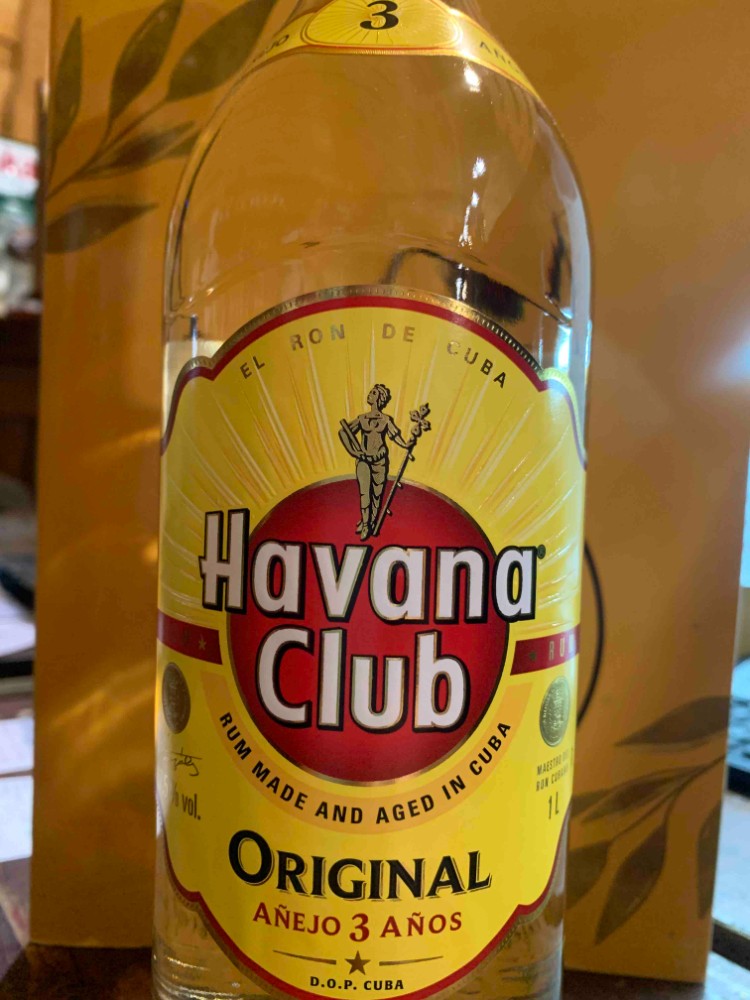 3
EL RON DE CUBA
Havana
Club
RUM MADE AND AGED IN CUBA
vol.
1L
ORIGINAL
AÑEJO 3 AÑOS
D.O.P. CUBA